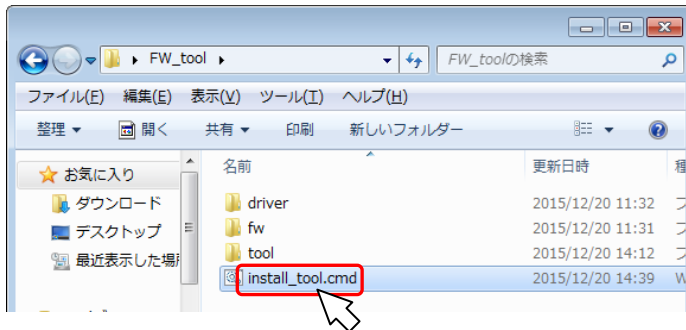 FW_tool
FW_toolの検索
ファイル(F) 編集(E) 表示(V) ツール(T) ヘルプ(H)
整理 開く 共有 印刷 新しいフォルダー
お気に入り
ダウンロード
デスクトップ
最近表示した場所
名前 更新日時 種
driver 2015/12/20 11:32 フ
fw 2015/12/20 11:31 フ
tool 2015/12/20 14:12 フ
install_tool.cmd 2015/12/20 14:39 W